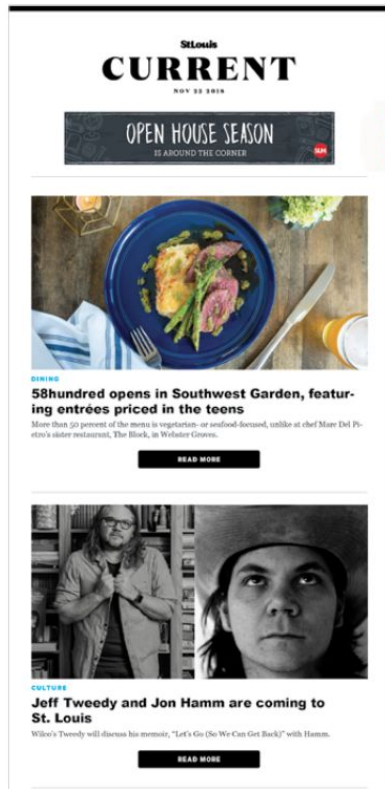 StLouis
CURRENT
NOV 22 2018
OPEN HOUSE SEASON
IS AROUND THE CORNER
SLM
DINING
58hundred opens in Southwest Garden, featur-
ing entrées priced in the teens
More than 50 percent of the menu is vegetarian- or seafood-focused, unlike at chef Marc Del Pi-
etro's sister restaurant, The Block, in Webster Groves.
READ MORE
CULTURE
Jeff Tweedy and Jon Hamm are coming to
St. Louis
Wilco's Tweedy will discuss his memoir, "Let's Go (So We Can Get Back)" with Hamm.
READ MORE